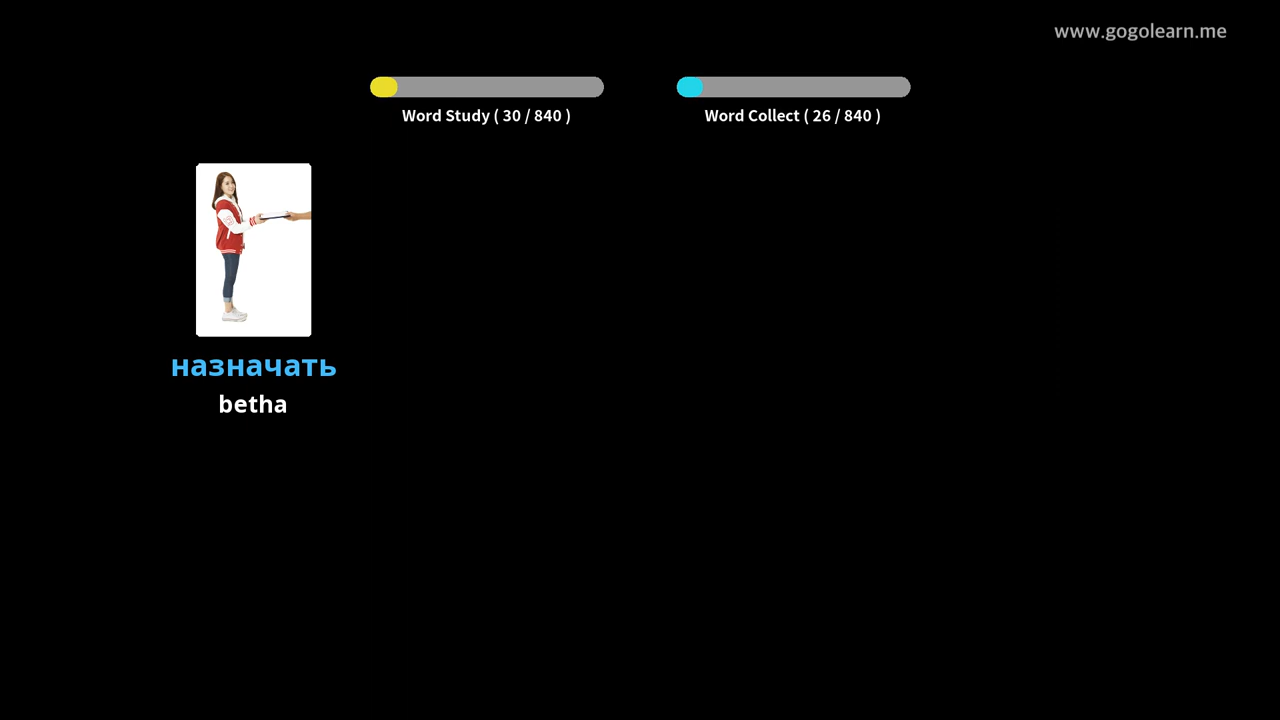 www.gogolearn.me
Word Study ( 30 / 840 )
Word Collect ( 26 / 840 )
назначать
betha